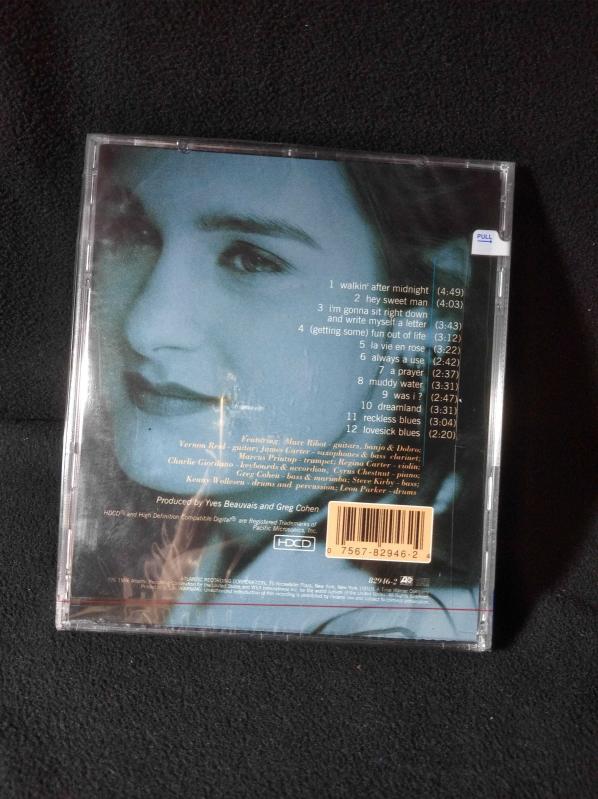 PULL
1 walkin' after midnight (4:49)
2 hey sweet man (4:03)
3 i'm gonna sit right down
and write myself a letter (3:43)
4 (getting some) fun out of life (3:12)
5 la vie en rose (3:22)
6 always a use (2:42)
7 a prayer (2:37)
8 muddy water (3:31)
9 was i ? (2:47)
10 dreamland (3:31)
11 reckless blues (3:04)
12 lovesick blues (2:20)
Featuring: Marc Ribot - guitars, banjo & Dobro;
Vernon Reid - guitar; James Carter - saxophones & bass clarinet;
Marcus Printup - trumpet; Regina Carter - violin;
Charlie Giordano - keyboards & accordion, Cyrus Chestnut - piano;
Greg Cohen - bass & marimba; Steve Kirby - bass;
Kenny Wollesen - drums and percussion; Leon Parker - drums
Produced by Yves Beauvais and Greg Cohen
HDCD® and High Definition Compatible Digital® are Registered Trademarks of
Pacific Microsonics, Inc.
HDCD
0 7567-82946-2 4
82946-2